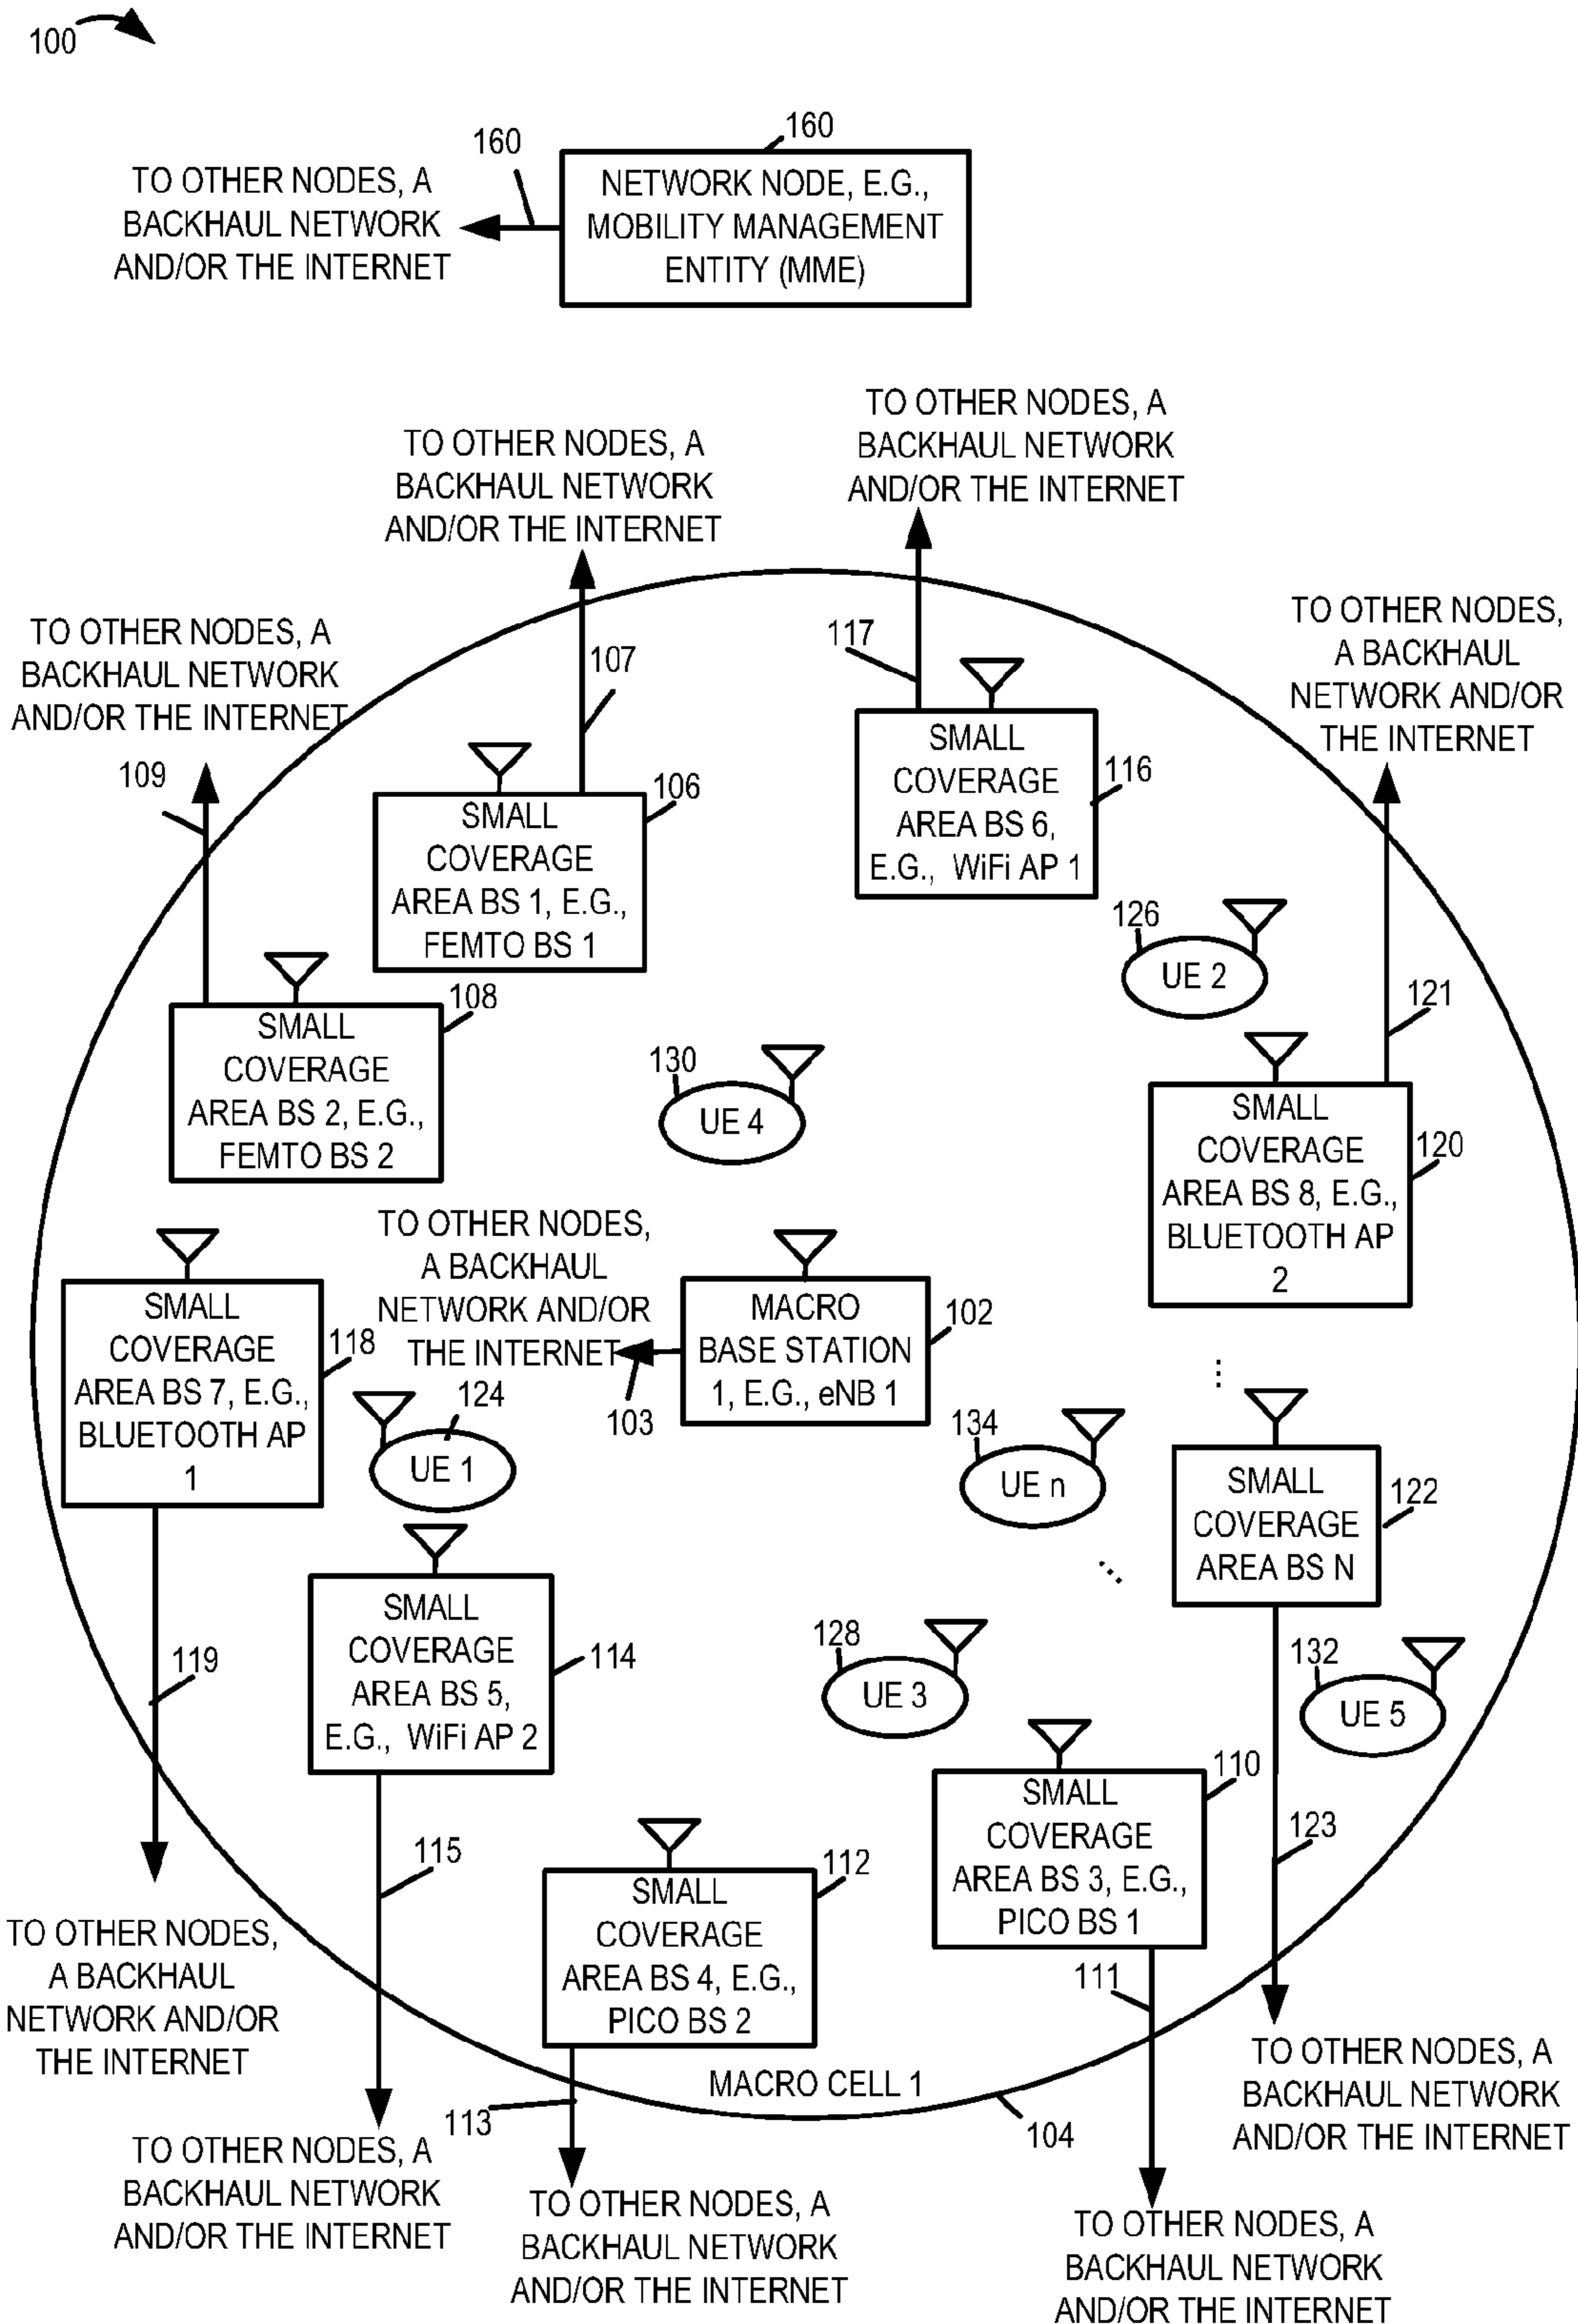 100
160
160
TO OTHER NODES, A
BACKHAUL NETWORK
AND/OR THE INTERNET
NETWORK NODE, E.G.,
MOBILITY MANAGEMENT
ENTITY (MME)
TO OTHER NODES, A
BACKHAUL NETWORK
AND/OR THE INTERNET
TO OTHER NODES, A
BACKHAUL NETWORK
AND/OR THE INTERNET
TO OTHER NODES, A
BACKHAUL NETWORK
AND/OR THE INTERNET
TO OTHER NODES,
A BACKHAUL
NETWORK AND/OR
THE INTERNET
107
117
109
SMALL
COVERAGE
AREA BS 1, E.G.,
FEMTO BS 1
106
SMALL
COVERAGE
AREA BS 6,
E.G., WiFi AP 1
116
126
UE 2
121
SMALL
COVERAGE
AREA BS 2, E.G.,
FEMTO BS 2
108
130
UE 4
SMALL
COVERAGE
AREA BS 8, E.G.,
BLUETOOTH AP
2
120
TO OTHER NODES,
A BACKHAUL
NETWORK AND/OR
THE INTERNET
103
MACRO
BASE STATION
1, E.G., eNB 1
102
SMALL
COVERAGE
AREA BS 7, E.G.,
BLUETOOTH AP
1
118
124
UE 1
134
UE n
⋮
SMALL
COVERAGE
AREA BS N
122
⋱
119
SMALL
COVERAGE
AREA BS 5,
E.G., WiFi AP 2
114
128
UE 3
132
UE 5
115
SMALL
COVERAGE
AREA BS 4, E.G.,
PICO BS 2
112
SMALL
COVERAGE
AREA BS 3, E.G.,
PICO BS 1
110
123
111
TO OTHER NODES,
A BACKHAUL
NETWORK AND/OR
THE INTERNET
MACRO CELL 1
104
113
TO OTHER NODES, A
BACKHAUL NETWORK
AND/OR THE INTERNET
TO OTHER NODES, A
BACKHAUL NETWORK
AND/OR THE INTERNET
TO OTHER NODES, A
BACKHAUL NETWORK
AND/OR THE INTERNET
TO OTHER NODES, A
BACKHAUL NETWORK
AND/OR THE INTERNET